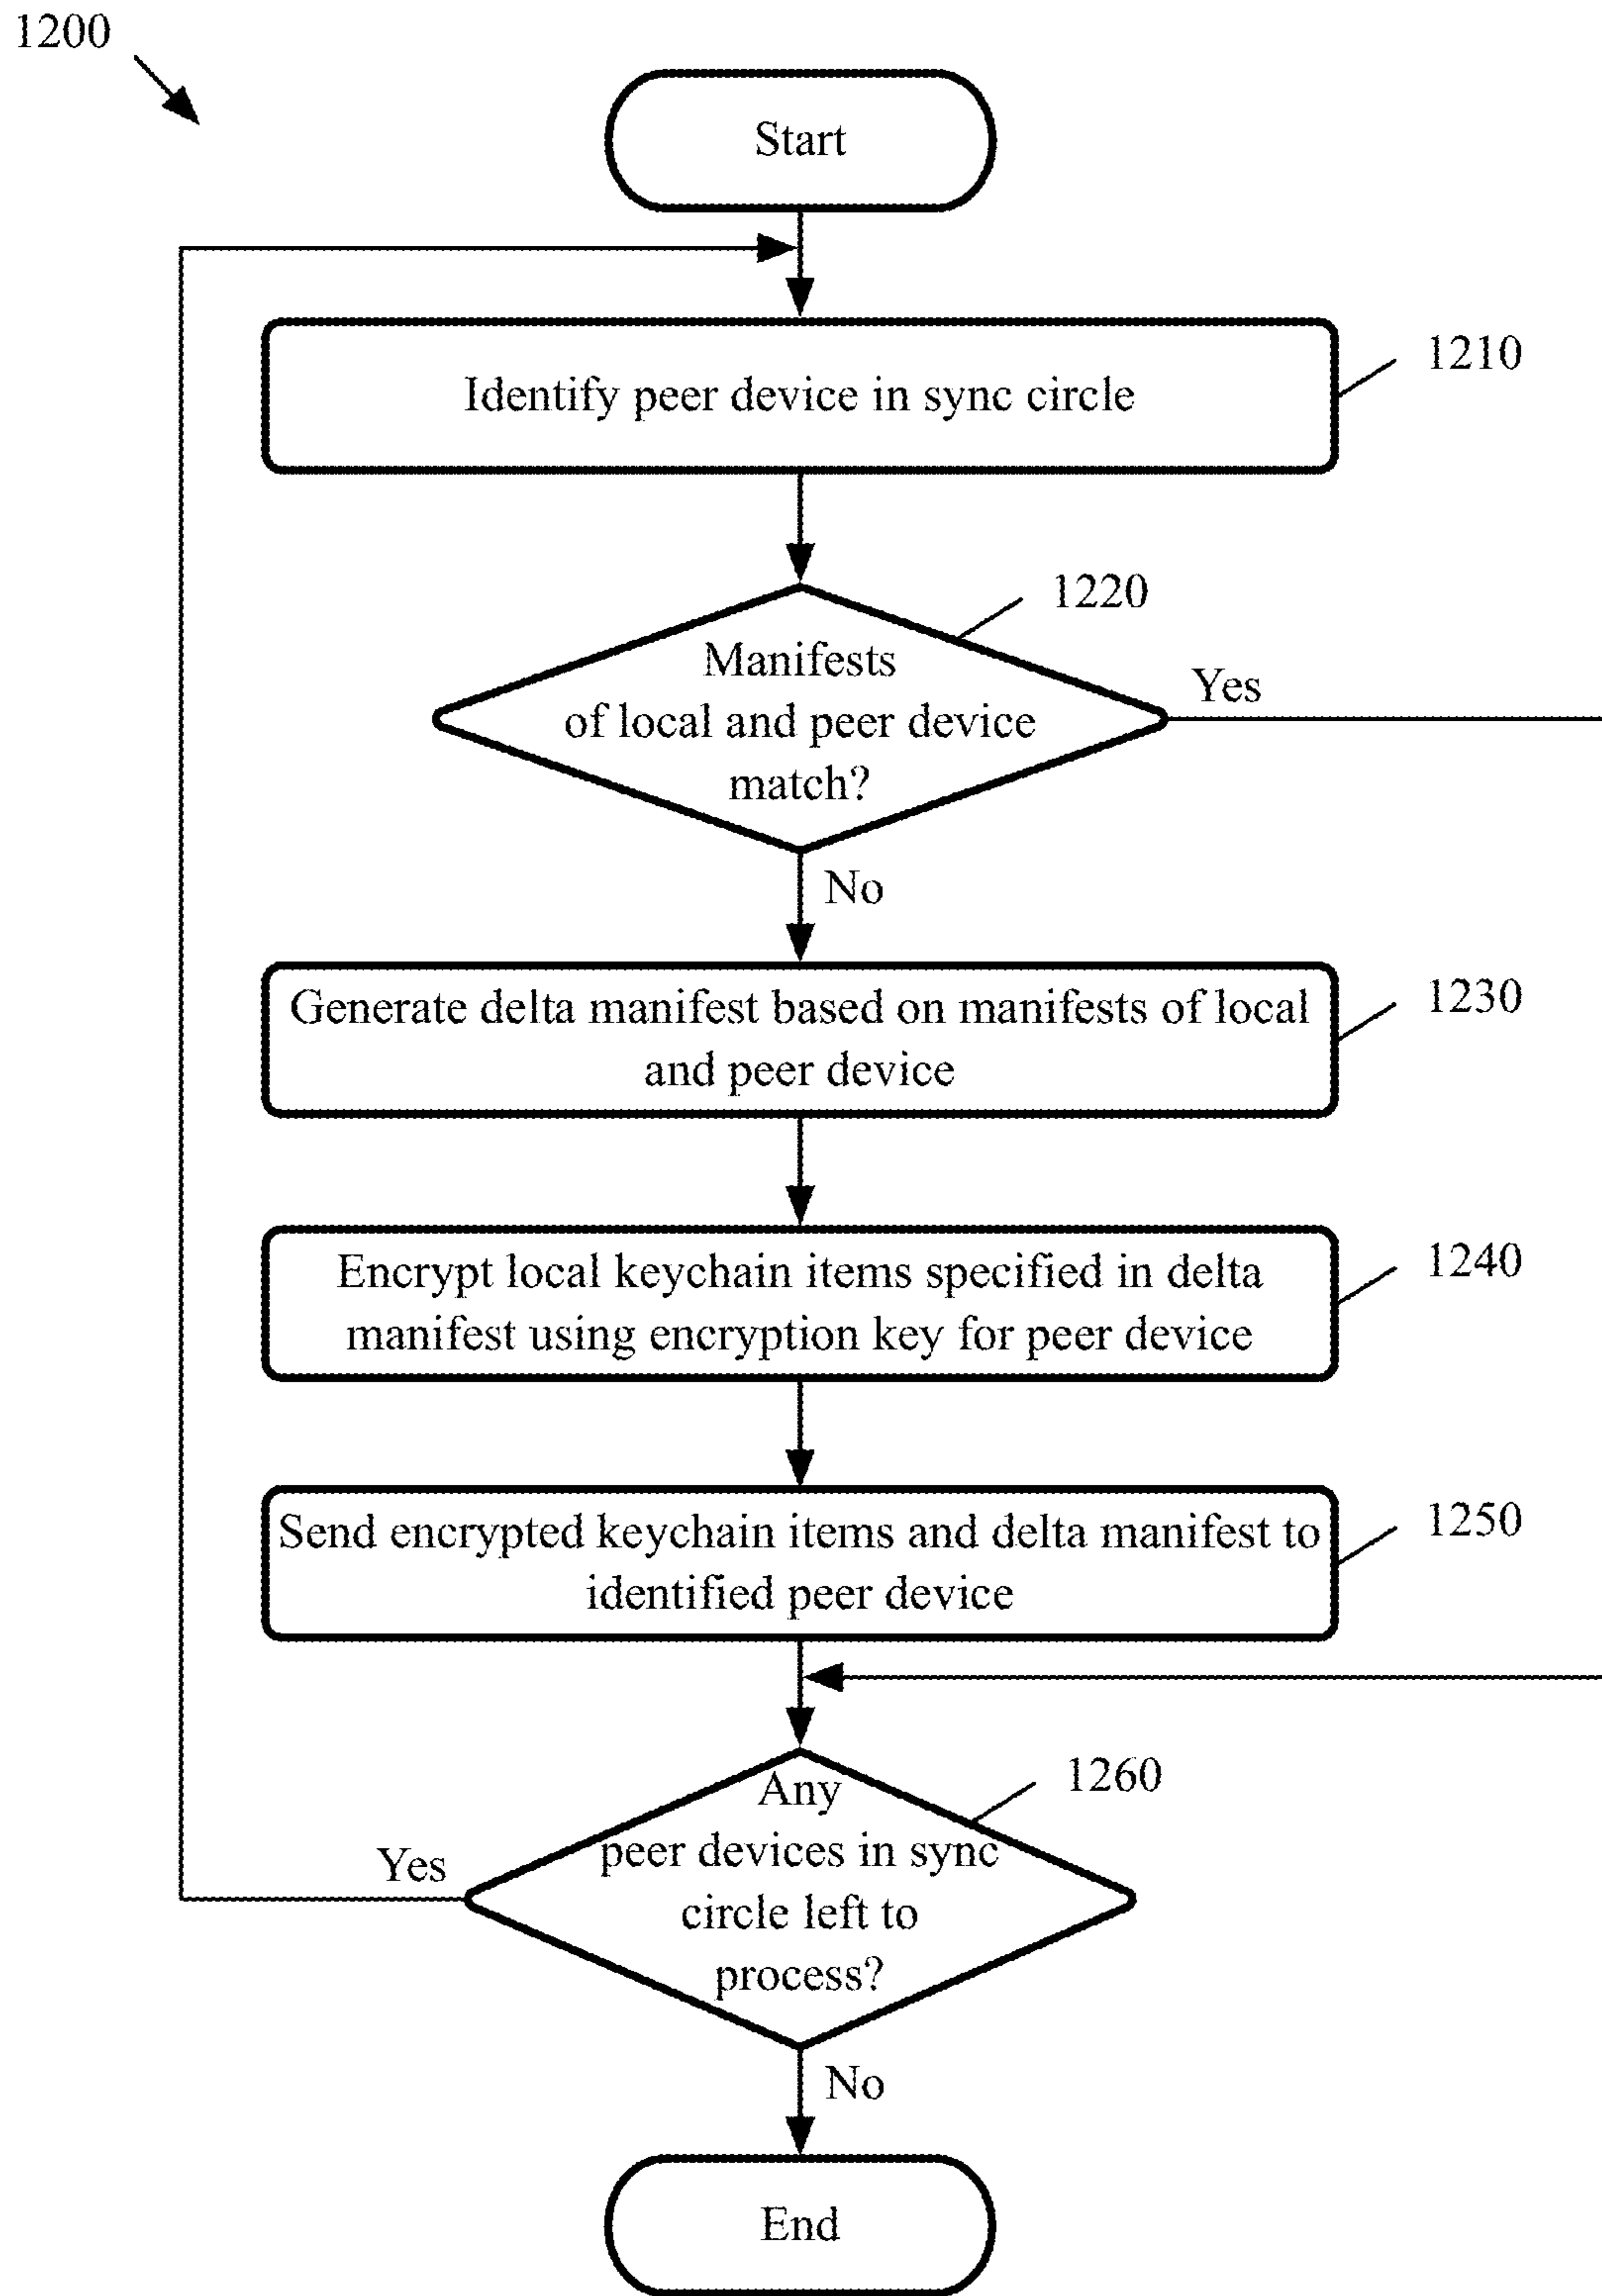 1200
Start
Identify peer device in sync circle
1210
1220
Manifests
of local and peer device
match?
Yes
No
Generate delta manifest based on manifests of local
and peer device
1230
Encrypt local keychain items specified in delta
manifest using encryption key for peer device
1240
Send encrypted keychain items and delta manifest to
identified peer device
1250
1260
Any
peer devices in sync
circle left to
process?
Yes
No
End